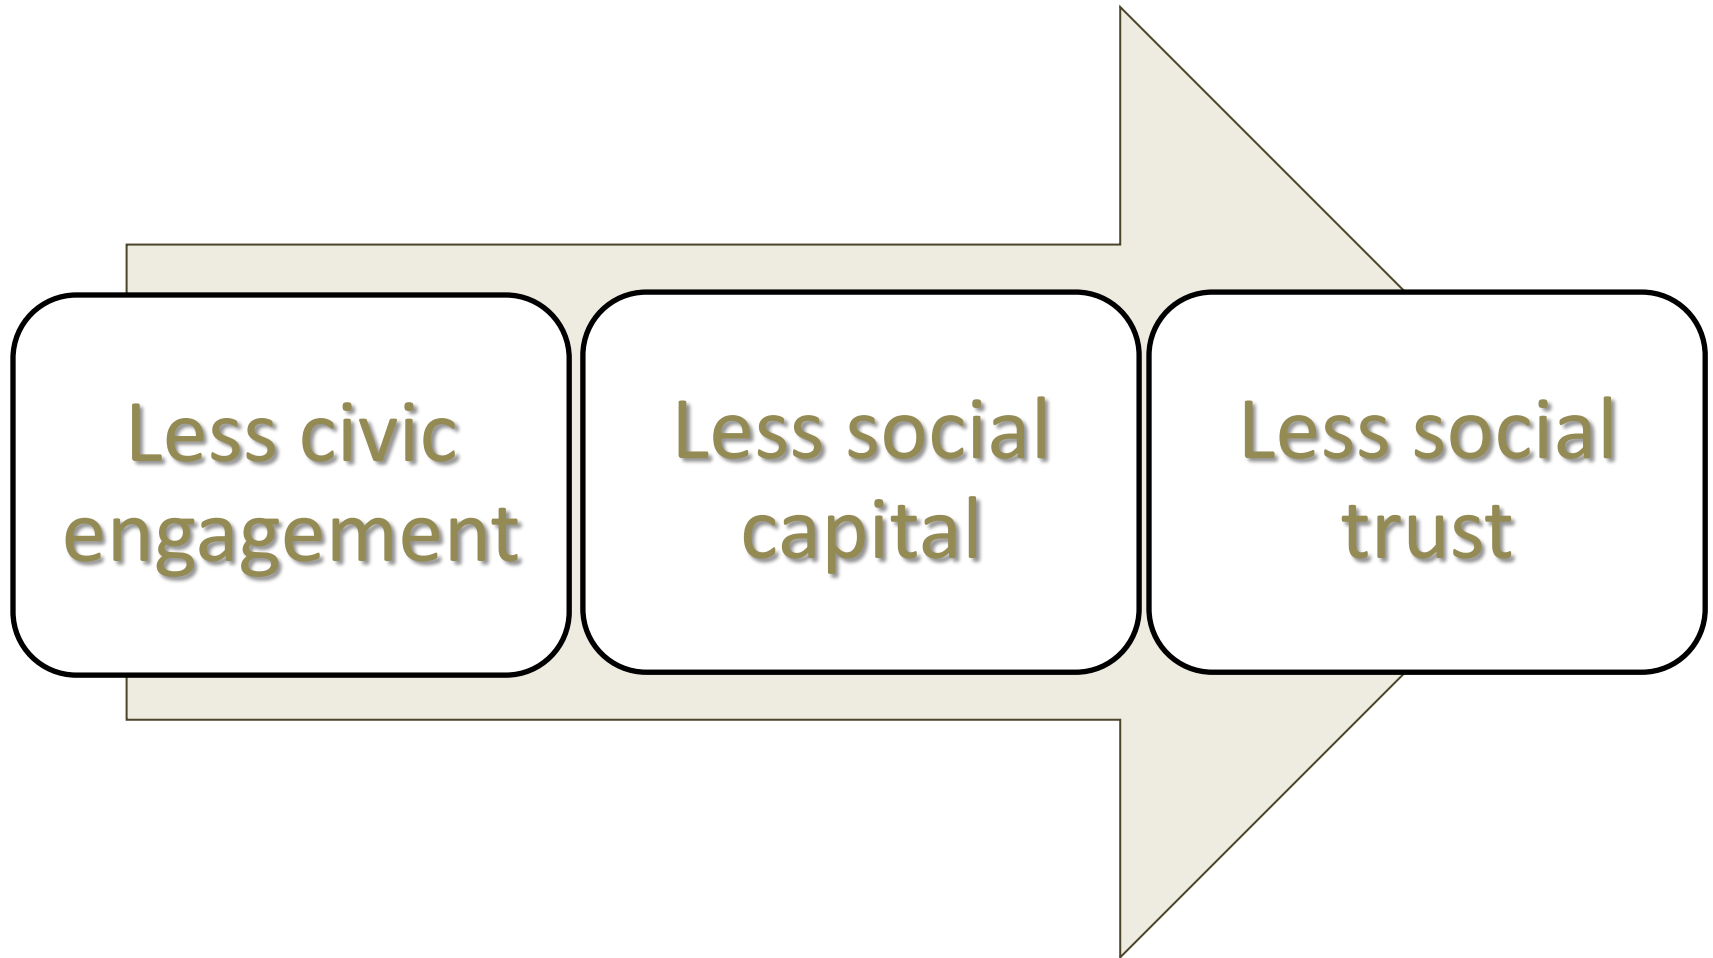 Less civic
engagement
Less social
capital
Less social
trust